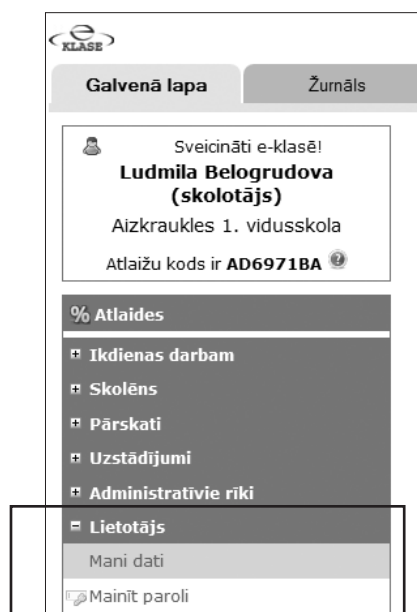 e
KLASE
Galvenā lapa
Žurnāls
Sveicināti e-klasē!
Ludmila Belogrudova
(skolotājs)
Aizkraukles 1. vidusskola
Atlaižu kods ir AD6971BA
% Atlaides
Ikdienas darbam
Skolēns
Pārskati
Uzstādījumi
Administratīvie rīki
Lietotājs
Mani dati
Mainīt paroli